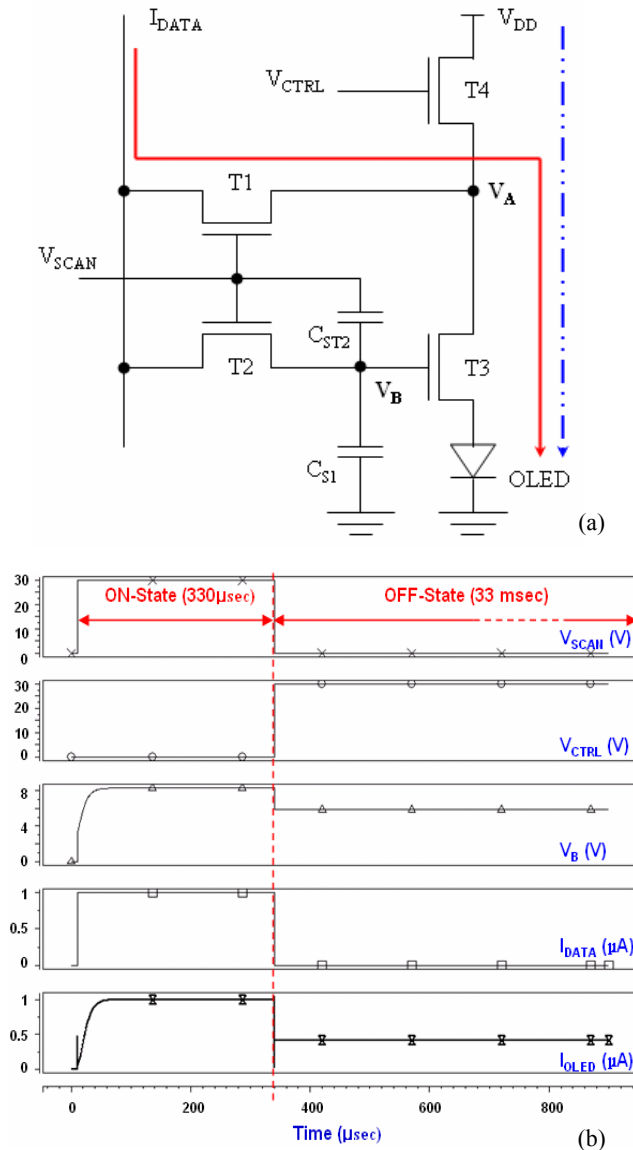 I_DATA
V_DD
V_CTRL
T4
T1
V_A
V_SCAN
C_ST2
T2
V_B
T3
C_S1
OLED
(a)
30
20
10
0
ON-State (330μsec)
OFF-State (33 msec)
V_SCAN (V)
30
20
10
0
V_CTRL (V)
8
4
0
V_B (V)
1
0.5
0
I_DATA (μA)
1
0.5
0
I_OLED (μA)
0 200 400 600 800
Time (μsec)
(b)